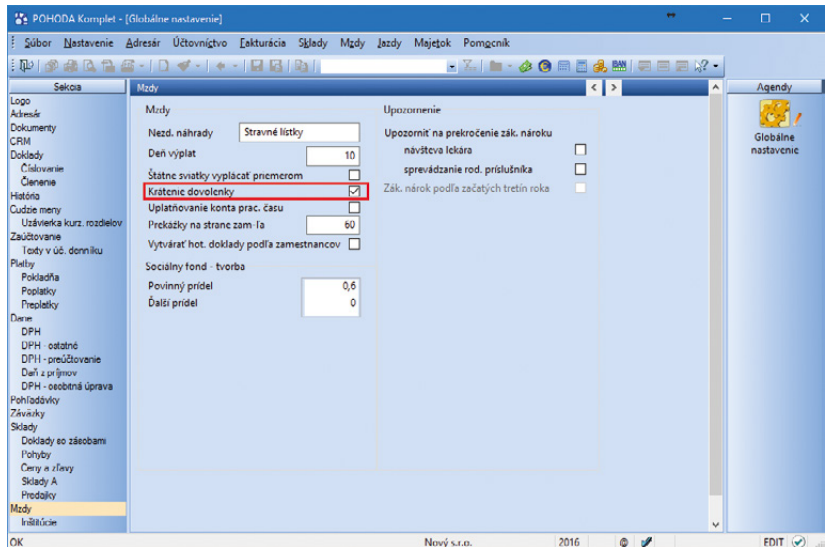 POHODA Komplet - [Globálne nastavenie]
Súbor Nastavenie Adresár Účtovníctvo Fakturácia Sklady Mzdy Jazdy Majetok Pomocník
Sekcia
Logo
Adresár
Dokumenty
CRM
Doklady
Číslovanie
Členenie
História
Cudzie meny
Uzávierka kurz. rozdielov
Zaúčtovanie
Texty v úč. denníku
Platby
Pokladňa
Poplatky
Preplatky
Dane
DPH
DPH - ostatné
DPH - preúčtovanie
Daň z príjmov
DPH - osobitná úprava
Pohľadávky
Záväzky
Sklady
Doklady so zásobami
Pohyby
Ceny a zľavy
Sklady A
Predajky
Mzdy
Inštitúcie
Mzdy
Mzdy
Nezd. náhrady Stravné lístky
Deň výplat 10
Štátne sviatky vyplácať priemerom
Krátenie dovolenky
Uplatňovanie konta prac. času
Prekážky na strane zam-ľa 60
Vytvárať hot. doklady podľa zamestnancov
Sociálny fond - tvorba
Povinný prídel 0,6
Ďalší prídel 0
Upozornenie
Upozorniť na prekročenie zák. nároku
návšteva lekára
sprevádzanie rod. príslušníka
Zák. nárok podľa začatých tretín roka
Agendy
Globálne
nastavenie
OK Nový s.r.o. 2016 EDIT